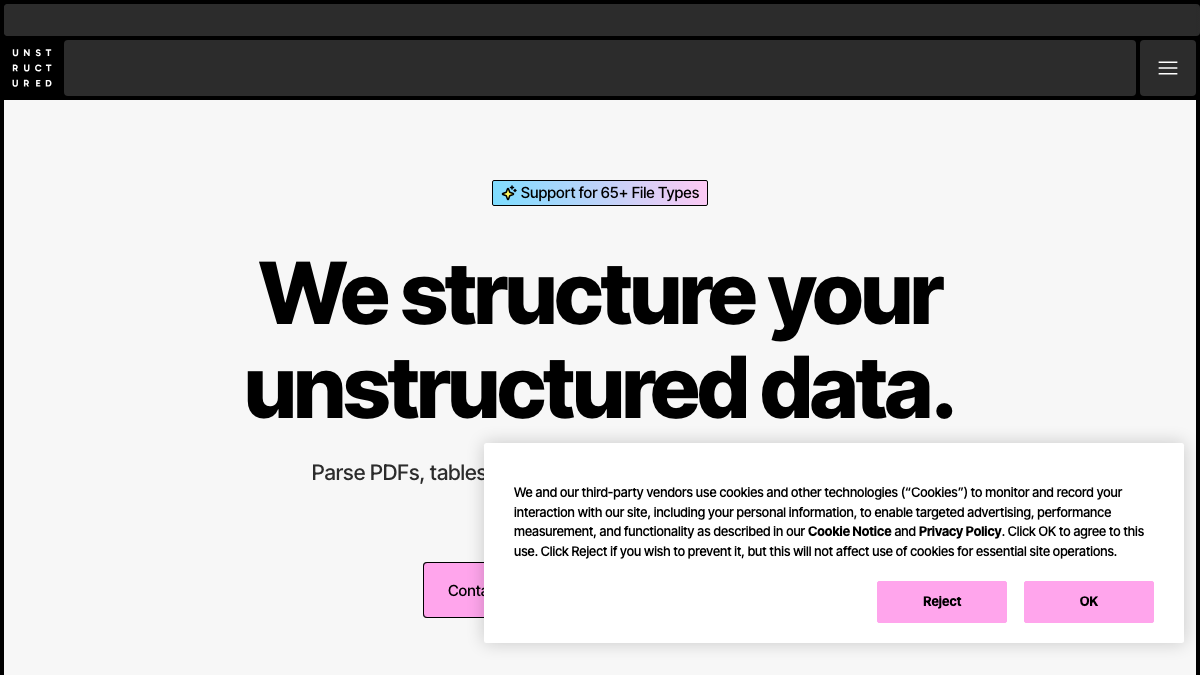 UNST
RUCT
URED
Support for 65+ File Types
We structure your
unstructured data.
Parse PDFs, tables
We and our third-party vendors use cookies and other technologies (“Cookies”) to monitor and record your
interaction with our site, including your personal information, to enable targeted advertising, performance
measurement, and functionality as described in our Cookie Notice and Privacy Policy. Click OK to agree to this
use. Click Reject if you wish to prevent it, but this will not affect use of cookies for essential site operations.
Reject OK